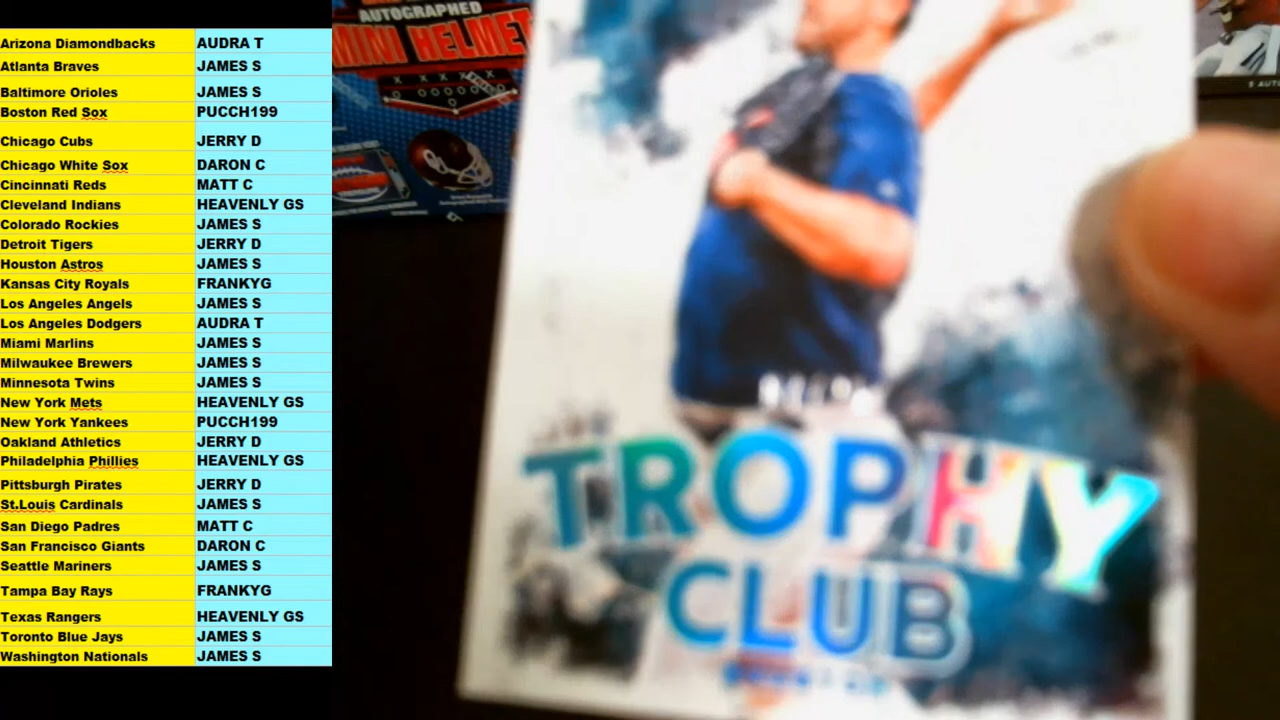 Arizona Diamondbacks AUDRA T
Atlanta Braves JAMES S
Baltimore Orioles JAMES S
Boston Red Sox PUCCH199
Chicago Cubs JERRY D
Chicago White Sox DARON C
Cincinnati Reds MATT C
Cleveland Indians HEAVENLY GS
Colorado Rockies JAMES S
Detroit Tigers JERRY D
Houston Astros JAMES S
Kansas City Royals FRANKYG
Los Angeles Angels JAMES S
Los Angeles Dodgers AUDRA T
Miami Marlins JAMES S
Milwaukee Brewers JAMES S
Minnesota Twins JAMES S
New York Mets HEAVENLY GS
New York Yankees PUCCH199
Oakland Athletics JERRY D
Philadelphia Phillies HEAVENLY GS
Pittsburgh Pirates JERRY D
St.Louis Cardinals JAMES S
San Diego Padres MATT C
San Francisco Giants DARON C
Seattle Mariners JAMES S
Tampa Bay Rays FRANKYG
Texas Rangers HEAVENLY GS
Toronto Blue Jays JAMES S
Washington Nationals JAMES S
AUTOGRAPHED
MINI HELMET
TROPHY
CLUB